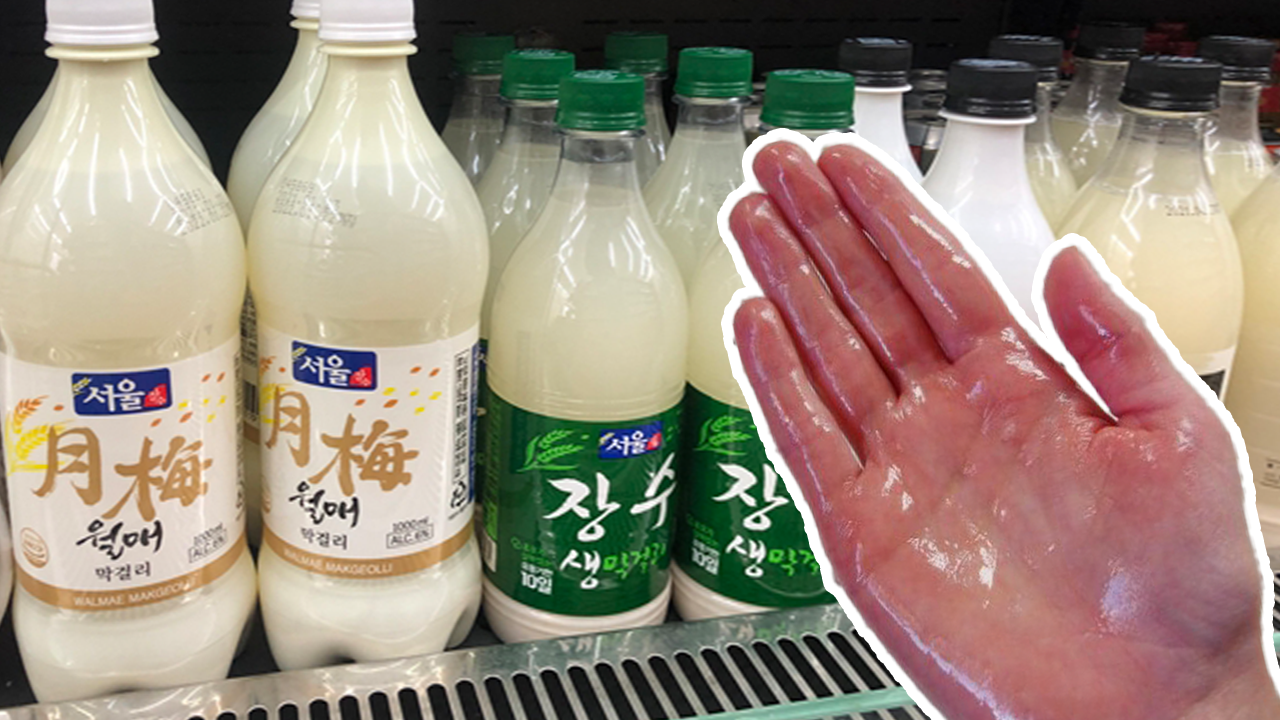 서울
月梅
월매
막걸리
1000ml
ALC. 6%
WALMAE MAKGEOLLI
서울
月梅
월매
막걸리
1000ml
ALC. 6%
WALMAE MAKGEOLLI
서울
장수
생막걸리
10일
장
생막걸
10일